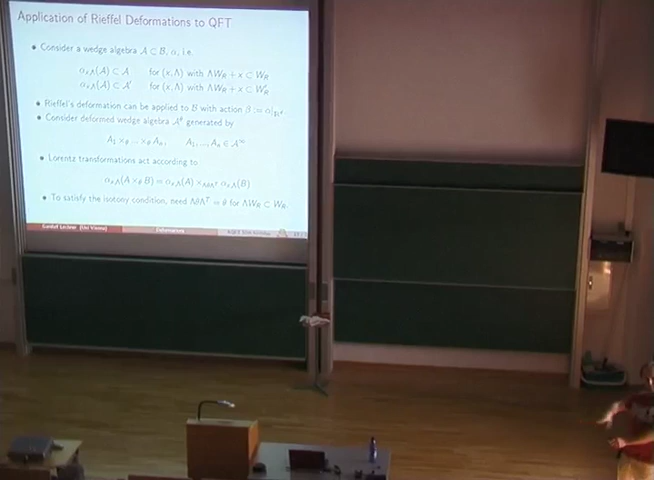 Application of Rieffel Deformations to QFT
• Consider a wedge algebra 𝒜 ⊂ ℬ, α, i.e.
α_{x,Λ}(𝒜) ⊂ 𝒜 for (x, Λ) with ΛW_R + x ⊂ W_R
α_{x,Λ}(𝒜) ⊂ 𝒜′ for (x, Λ) with ΛW_R + x ⊂ W′_R
• Rieffel's deformation can be applied to ℬ with action β := α|
• Consider deformed wedge algebra 𝒜^θ generated by
A₁ ×_θ ... ×_θ A_n, A₁, ..., A_n ∈ 𝒜^∞
• Lorentz transformations act according to
α_{x,Λ}(A ×_θ B) = α_{x,Λ}(A) ×_{ΛθΛ^T} α_{x,Λ}(B)
• To satisfy the isotony condition, need ΛθΛ^T = θ for ΛW_R ⊂ W_R.
Gandalf Lechner (Uni Vienna) Deformations